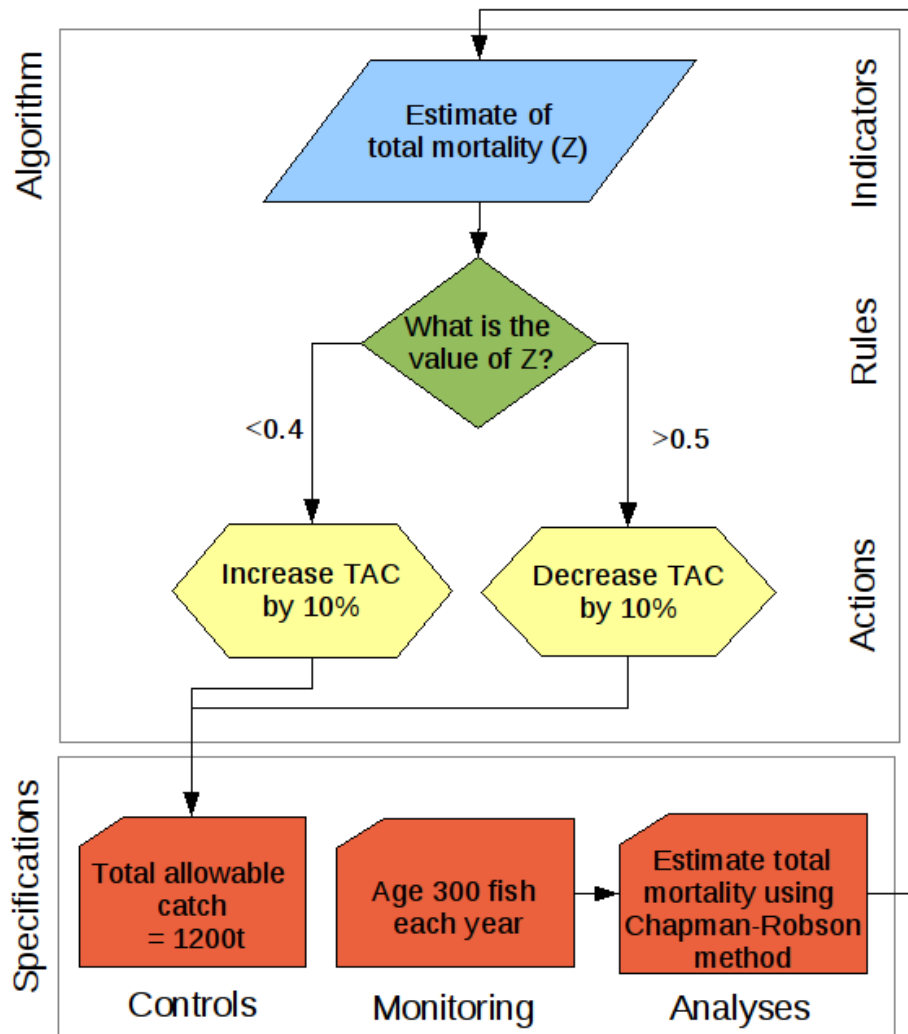 Algorithm
Indicators
Estimate of
total mortality (Z)
Rules
What is the
value of Z?
<0.4
>0.5
Actions
Increase TAC
by 10%
Decrease TAC
by 10%
Specifications
Total allowable
catch
= 1200t
Age 300 fish
each year
Estimate total
mortality using
Chapman-Robson
method
Controls
Monitoring
Analyses